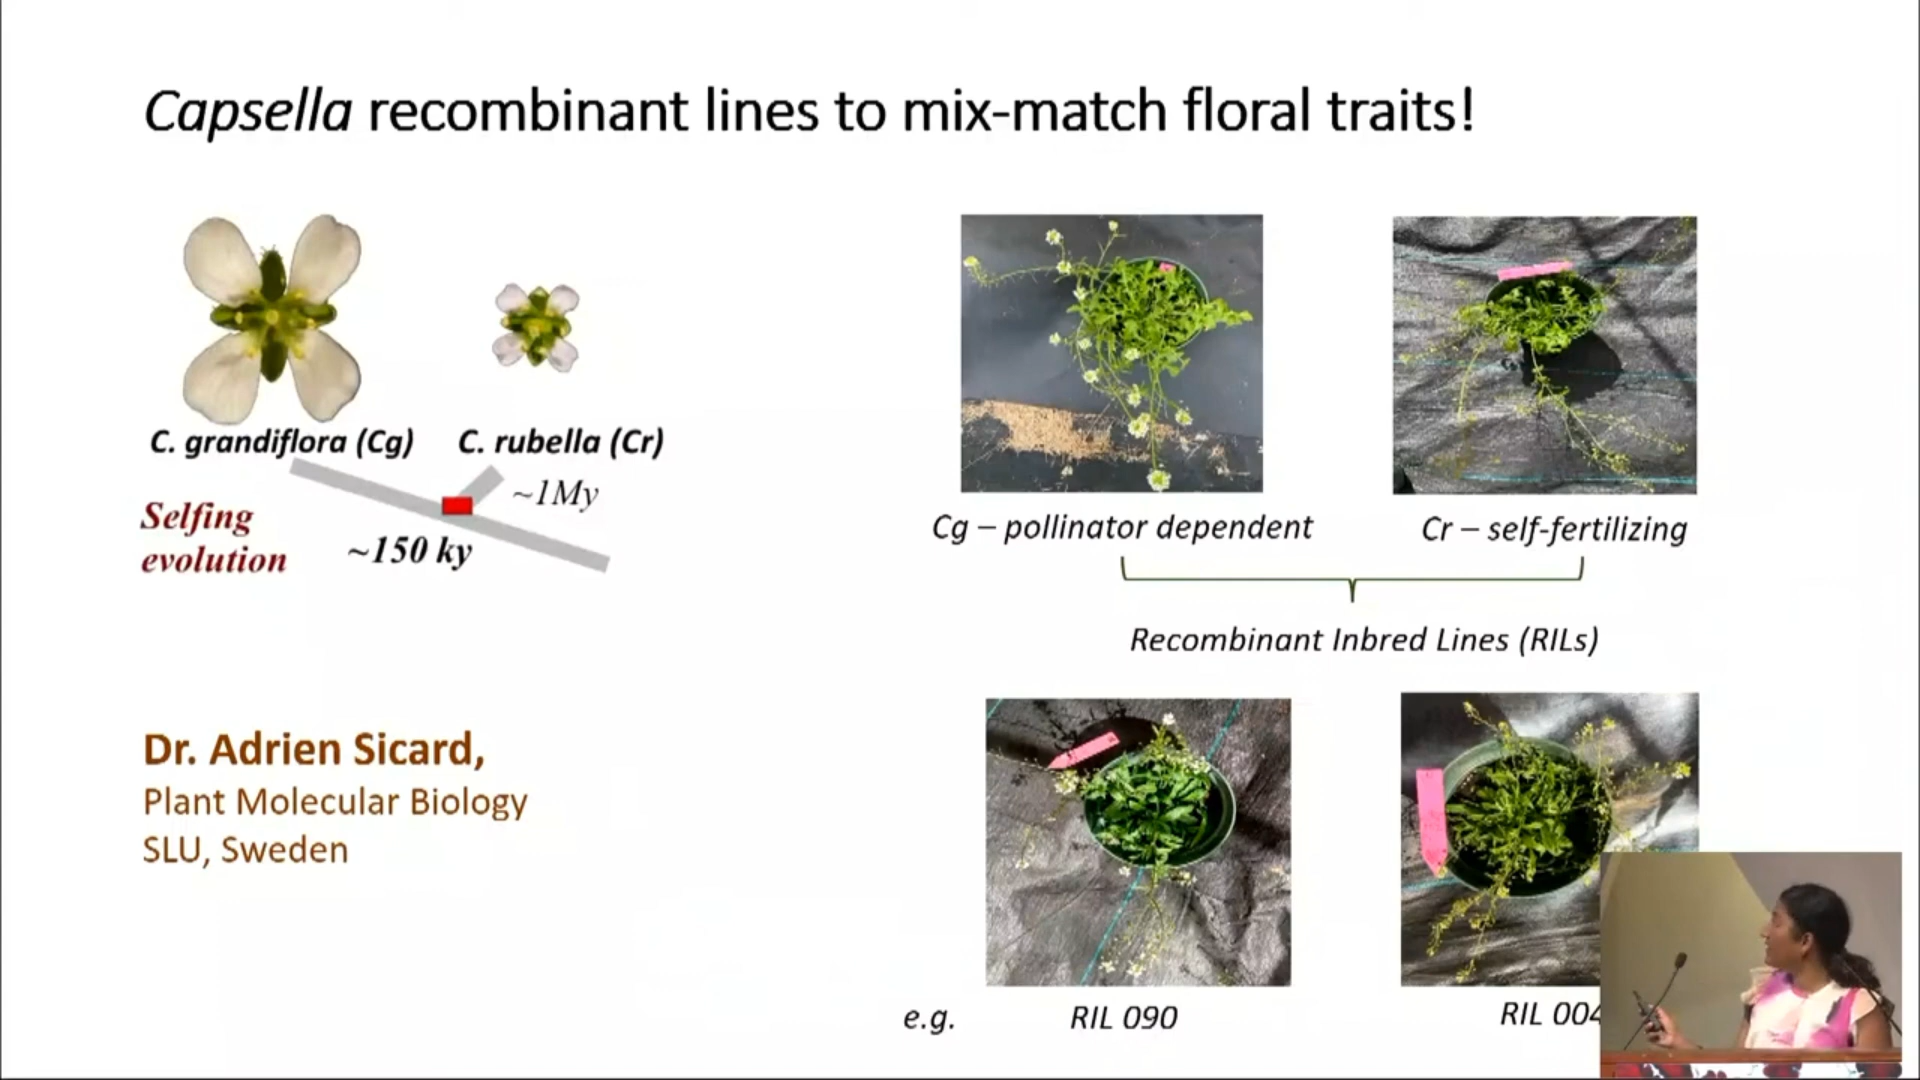 Capsella recombinant lines to mix-match floral traits!
C. grandiflora (Cg)
C. rubella (Cr)
~1My
Selfing
evolution
~150 ky
Cg – pollinator dependent
Cr – self-fertilizing
Recombinant Inbred Lines (RILs)
Dr. Adrien Sicard,
Plant Molecular Biology
SLU, Sweden
e.g.
RIL 090
RIL 004